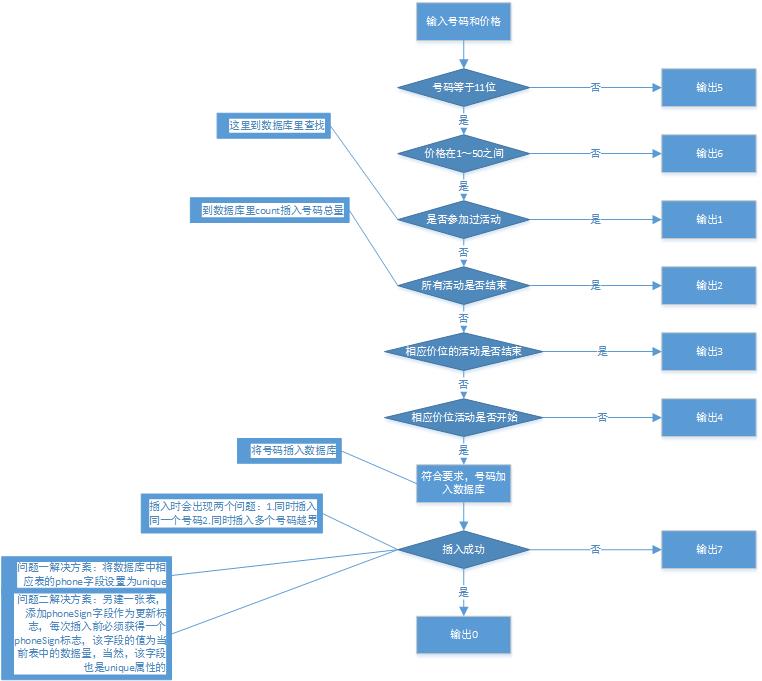 输入号码和价格
号码等于11位
否
输出5
是
这里到数据库里查找
价格在1～50之间
否
输出6
是
到数据库里count插入号码总量
是否参加过活动
是
输出1
否
所有活动是否结束
是
输出2
否
相应价位的活动是否结束
是
输出3
否
相应价位活动是否开始
否
输出4
是
将号码插入数据库
符合要求，号码加
入数据库
插入时会出现两个问题：1.同时插入
同一个号码2.同时插入多个号码越界
插入成功
否
输出7
问题一解决方案：将数据库中相
应表的phone字段设置为unique
问题二解决方案：另建一张表，
添加phoneSign字段作为更新标
志，每次插入前必须获得一个
phoneSign标志，该字段的值为当
前表中的数据量，当然，该字段
也是unique属性的
是
输出0